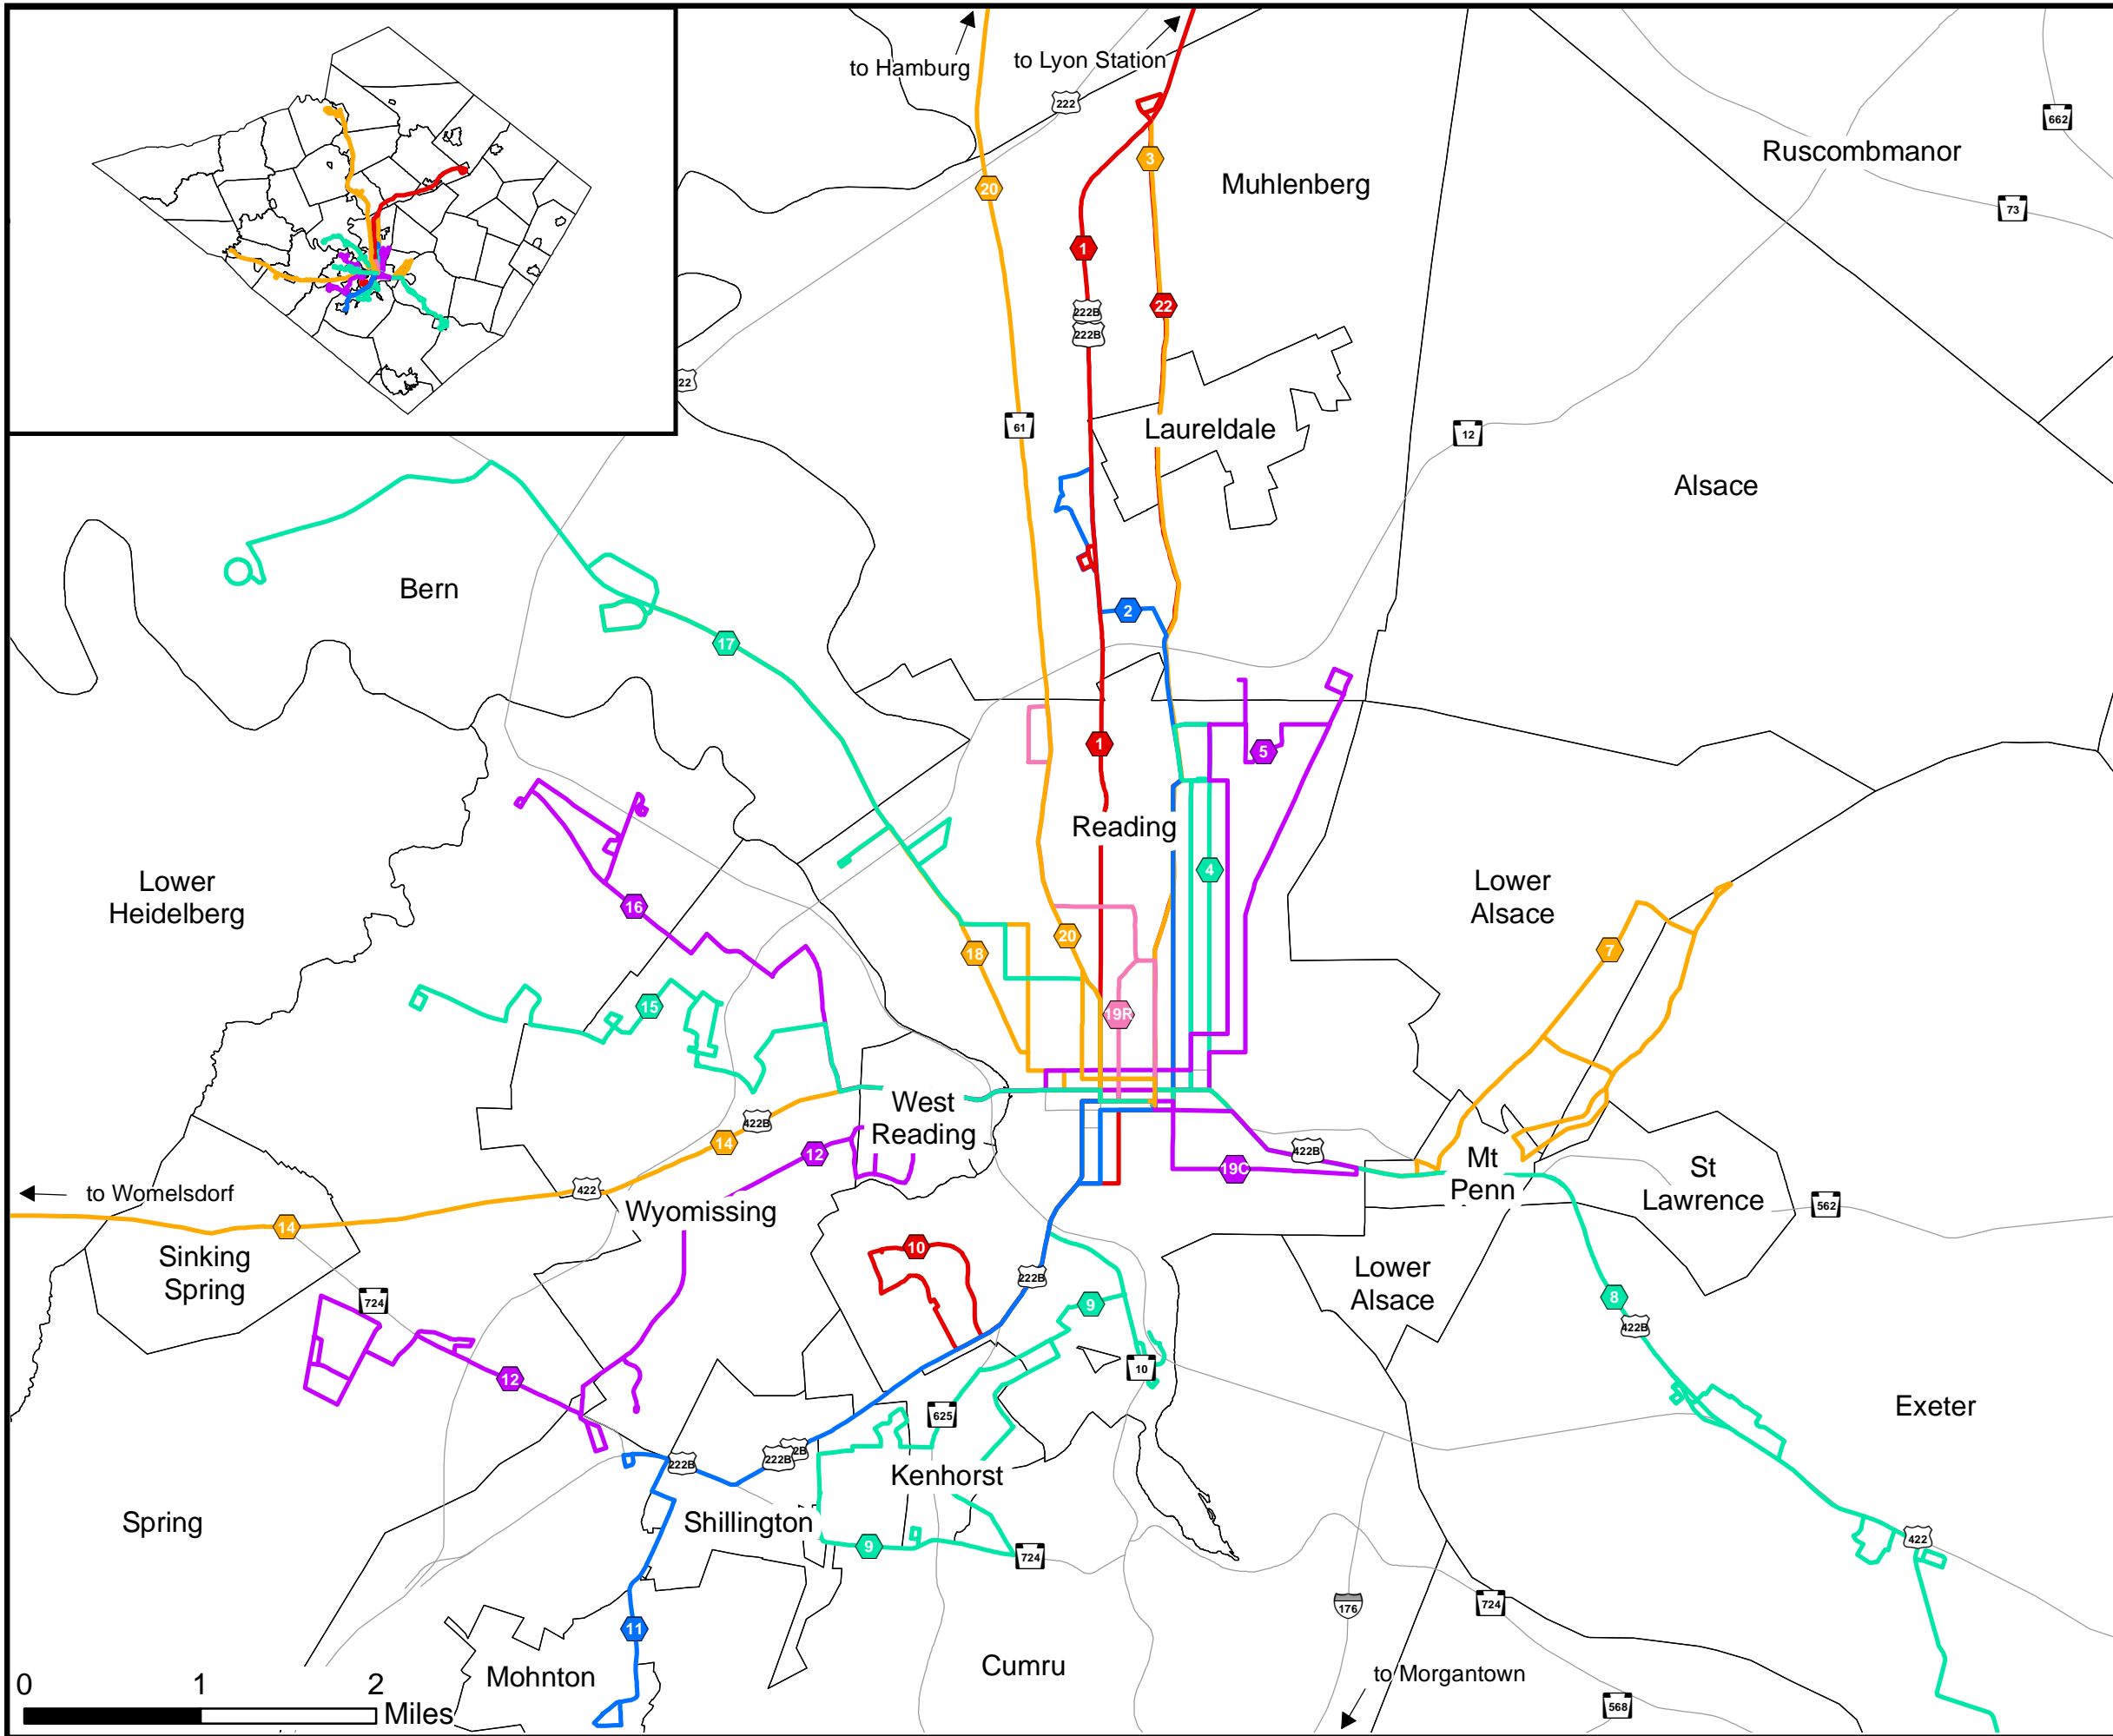 to Hamburg
to Lyon Station
222
662
3
Ruscombmanor
Muhlenberg
20
73
1
22
222B
222B
22
61
Laureldale
12
Alsace
Bern
2
17
1
5
Reading
4
Lower
Heidelberg
Lower
Alsace
16
20
7
18
15
19R
West
Reading
422B
14
12
422B
Mt
Penn
19C
St
Lawrence
to Womelsdorf
422
562
Wyomissing
14
Sinking
Spring
10
222B
Lower
Alsace
724
9
8
422B
10
12
625
Exeter
2B
222B
222B
Kenhorst
Spring
Shillington
422
9
724
176
724
11
Cumru
to Morgantown
Mohnton
0 1 2
Miles
568